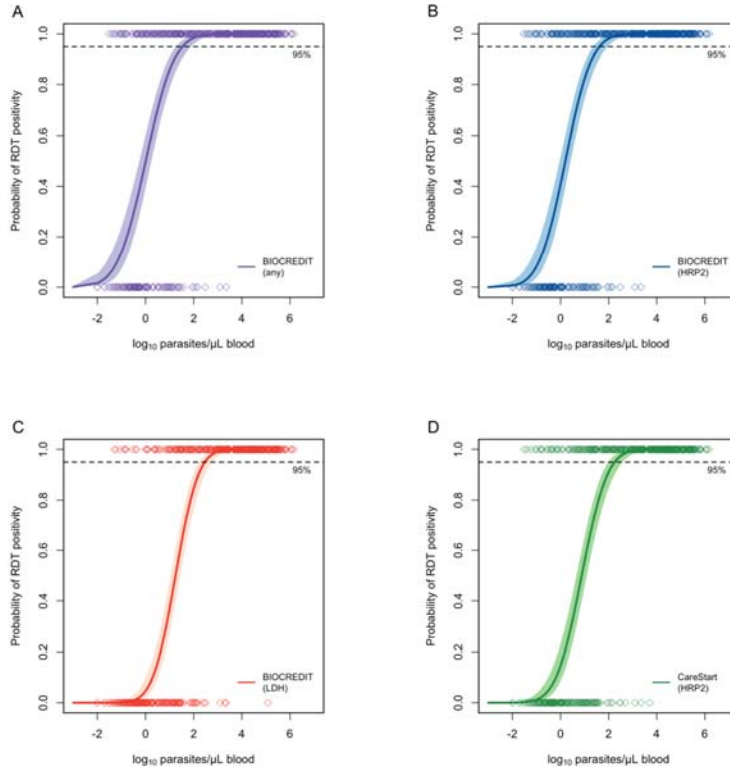 A
Probability of RDT positivity
1.0
0.8
0.6
0.4
0.2
0.0
95%
BIOCREDIT
(any)
-2 0 2 4 6
log₁₀ parasites/µL blood
B
Probability of RDT positivity
1.0
0.8
0.6
0.4
0.2
0.0
95%
BIOCREDIT
(HRP2)
-2 0 2 4 6
log₁₀ parasites/µL blood
C
Probability of RDT positivity
1.0
0.8
0.6
0.4
0.2
0.0
95%
BIOCREDIT
(LDH)
-2 0 2 4 6
log₁₀ parasites/µL blood
D
Probability of RDT positivity
1.0
0.8
0.6
0.4
0.2
0.0
95%
CareStart
(HRP2)
-2 0 2 4 6
log₁₀ parasites/µL blood